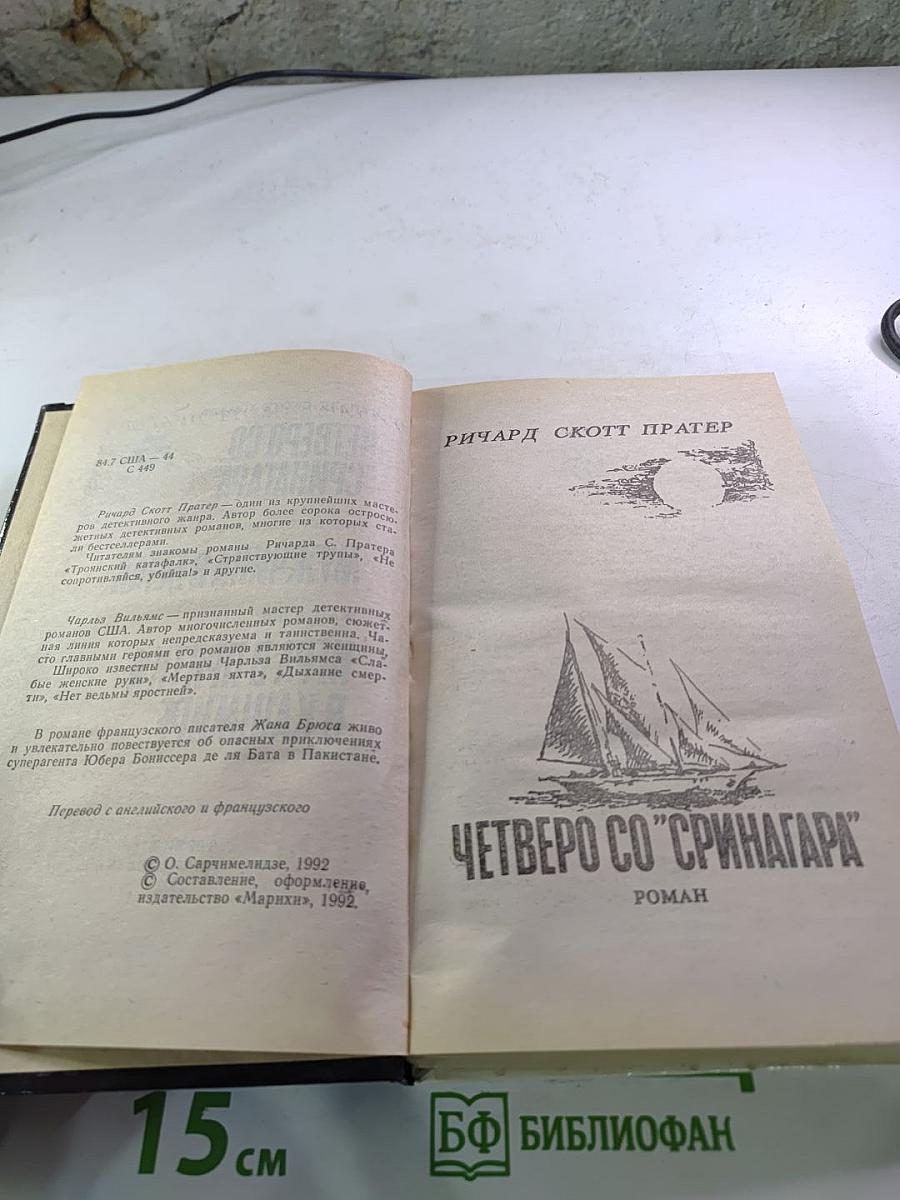 84.7 США — 44
С 449
Ричард Скотт Пратер — один из крупнейших масте-
ров детективного жанра. Автор более сорока остросю-
жетных детективных романов, многие из которых ста-
ли бестселлерами.
Читателям знакомы романы Ричарда С. Пратера
«Троянский катафалк», «Странствующие трупы», «Не
сопротивляйся, убийца!» и другие.
Чарльз Вильямс — признанный мастер детективных
романов США. Автор многочисленных романов, сюжет-
ная линия которых непредсказуема и таинственна. Ча-
сто главными героями его романов являются женщины,
Широко известны романы Чарльза Вильямса «Сла-
бые женские руки», «Мертвая яхта», «Дыхание смер-
ти», «Нет ведьмы яростней».
В романе французского писателя Жана Брюса живо
и увлекательно повествуется об опасных приключениях
суперагента Юбера Бониссера де ля Бата в Пакистане.
Перевод с английского и французского
© О. Сарчимелидзе, 1992
© Составление, оформление,
издательство «Марихи», 1992.
РИЧАРД СКОТТ ПРАТЕР
ЧЕТВЕРО СО "СРИНАГАРА"
РОМАН
15 см
БФ БИБЛИОФАН